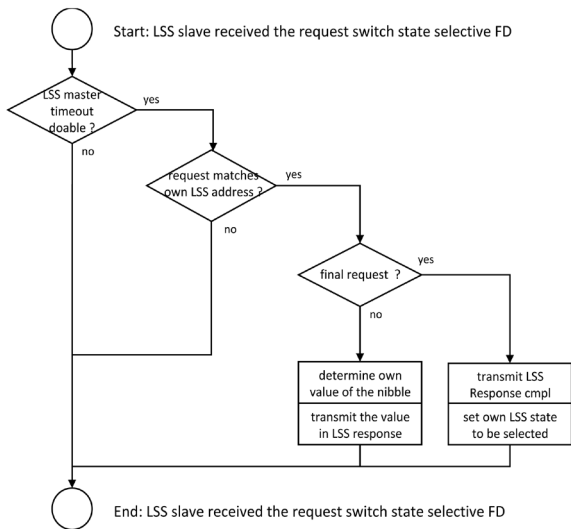 Start: LSS slave received the request switch state selective FD
LSS master
timeout
doable ?
yes
no
request matches
own LSS address ?
yes
no
final request ?
yes
no
determine own
value of the nibble
transmit the value
in LSS response
transmit LSS
Response cmpl
set own LSS state
to be selected
End: LSS slave received the request switch state selective FD